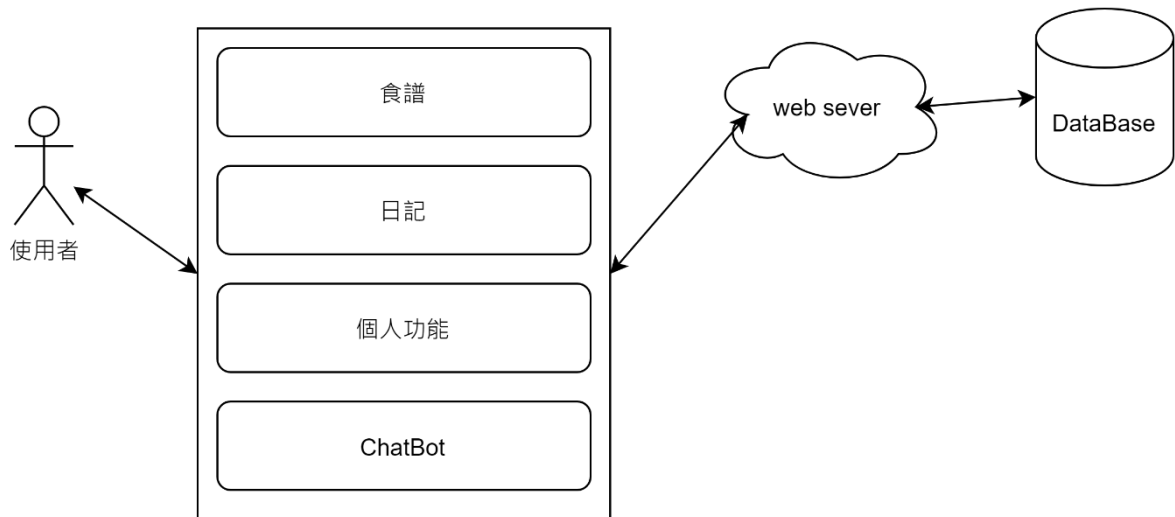 使用者
食譜
日記
個人功能
ChatBot
web sever
DataBase